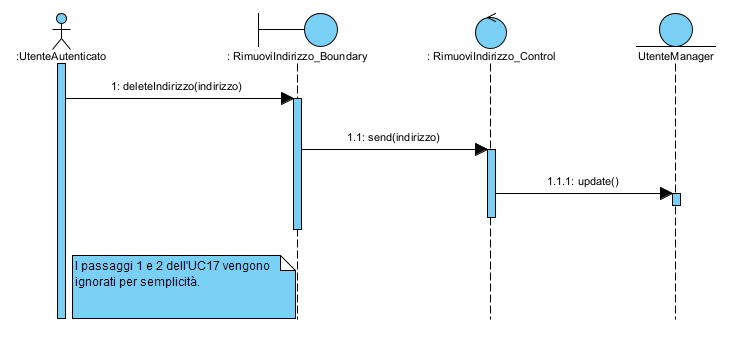 :UtenteAutenticato
: RimuoviIndirizzo_Boundary
: RimuoviIndirizzo_Control
UtenteManager
1: deleteIndirizzo(indirizzo)
1.1: send(indirizzo)
1.1.1: update()
I passaggi 1 e 2 dell'UC17 vengono
ignorati per semplicità.